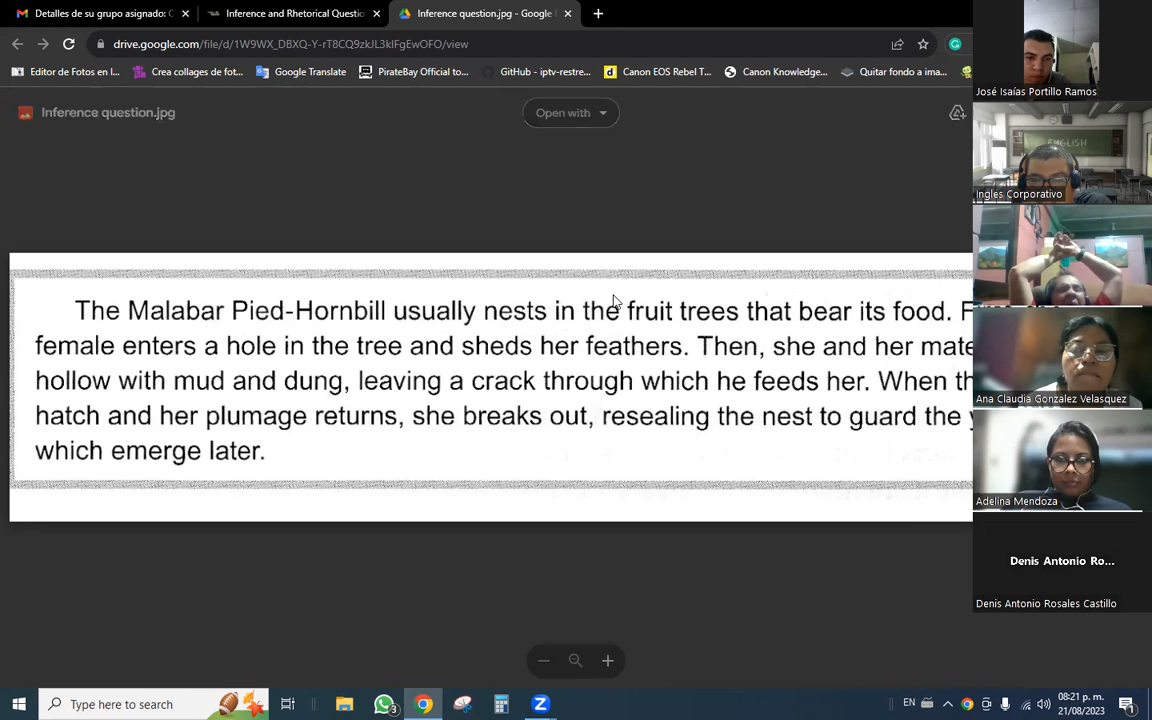 Detalles de su grupo asignado: C
Inference and Rhetorical Questio
Inference question.jpg - Google
drive.google.com/file/d/1W9WX_DBXQ-Y-rT8CQ9zkJL3kIFgEwOFO/view
Editor de Fotos en l...
Crea collages de fot...
Google Translate
PirateBay Official to...
GitHub - iptv-restre...
Canon EOS Rebel T...
Canon Knowledge...
Quitar fondo a ima...
Inference question.jpg
Open with
The Malabar Pied-Hornbill usually nests in the fruit trees that bear its food.
female enters a hole in the tree and sheds her feathers. Then, she and her mate
hollow with mud and dung, leaving a crack through which he feeds her. When th
hatch and her plumage returns, she breaks out, resealing the nest to guard the y
which emerge later.
José Isaías Portillo Ramos
ENGLISH
Ingles Corporativo
Ana Claudia Gonzalez Velasquez
Adelina Mendoza
Denis Antonio Ro...
Denis Antonio Rosales Castillo
Type here to search
3
EN
08:21 p. m.
21/08/2023
1